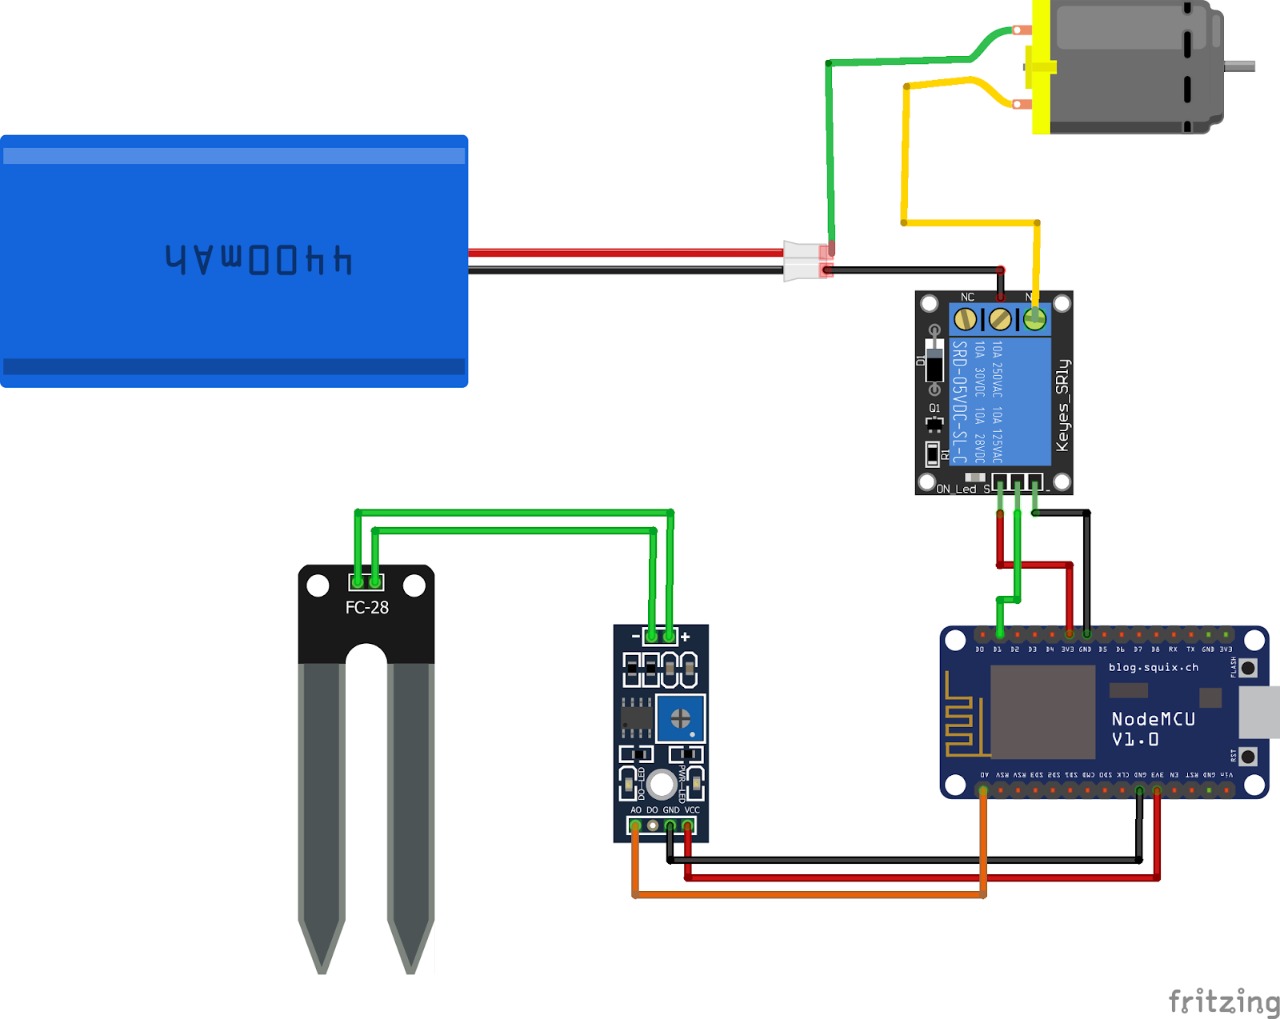 4400mAh
NC
N
D1
SRD-05VDC-SL-C
10A 30VDC 10A 28VDC
10A 250VAC 10A 125VAC
Keyes_SRly
Q1
R1
ON_Led S
-
FC-28
- +
DO-LED
PWR-LED
AO DO GND VCC
D0 D1 D2 D3 D4 3V3 GND D5 D6 D7 D8 RX TX GND 3V3
blog.squix.ch
FLASH
NodeMCU
V1.0
RST
A0 RSV RSV SD3 SD2 SD1 CMD SD0 CLK GND 3V3 EN RST GND Vin
fritzing